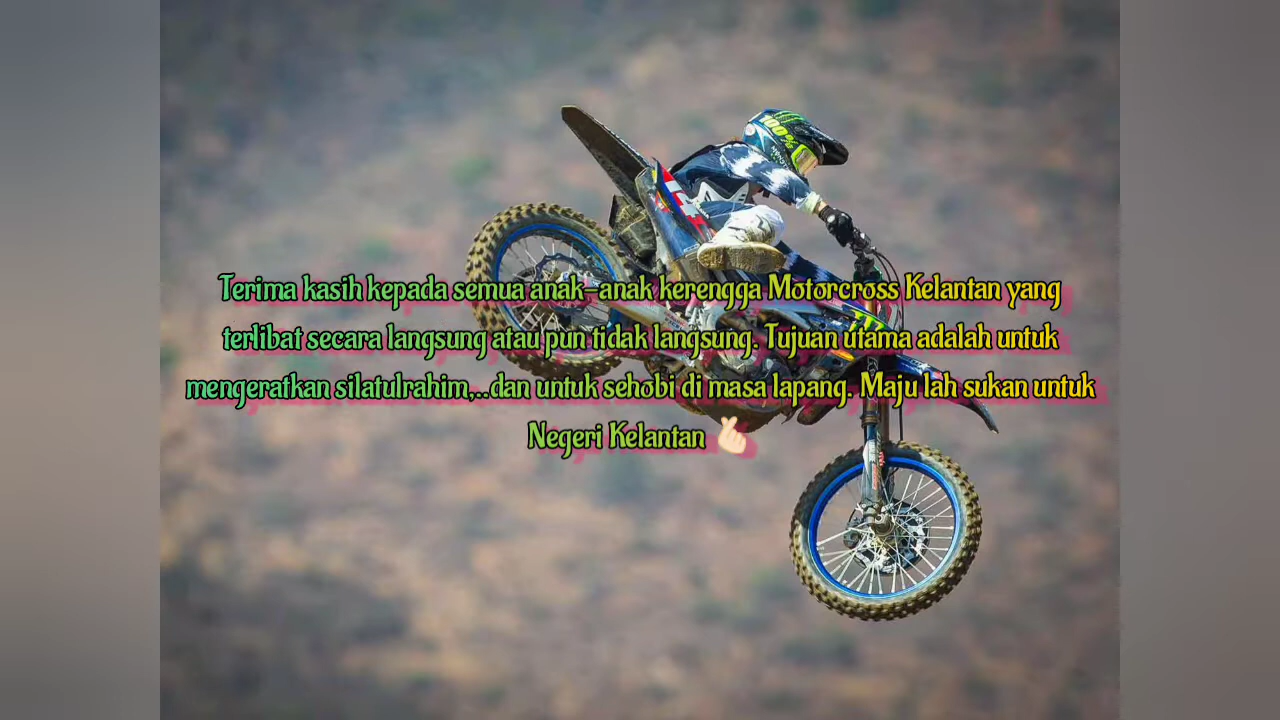 100%
Terima kasih kepada semua anak-anak kerengga Motorcross Kelantan yang
terlibat secara langsung atau pun tidak langsung. Tujuan utama adalah untuk
mengeratkan silatulrahim,..dan untuk sehobi di masa lapang. Maju lah sukan untuk
Negeri Kelantan 🫰🏻